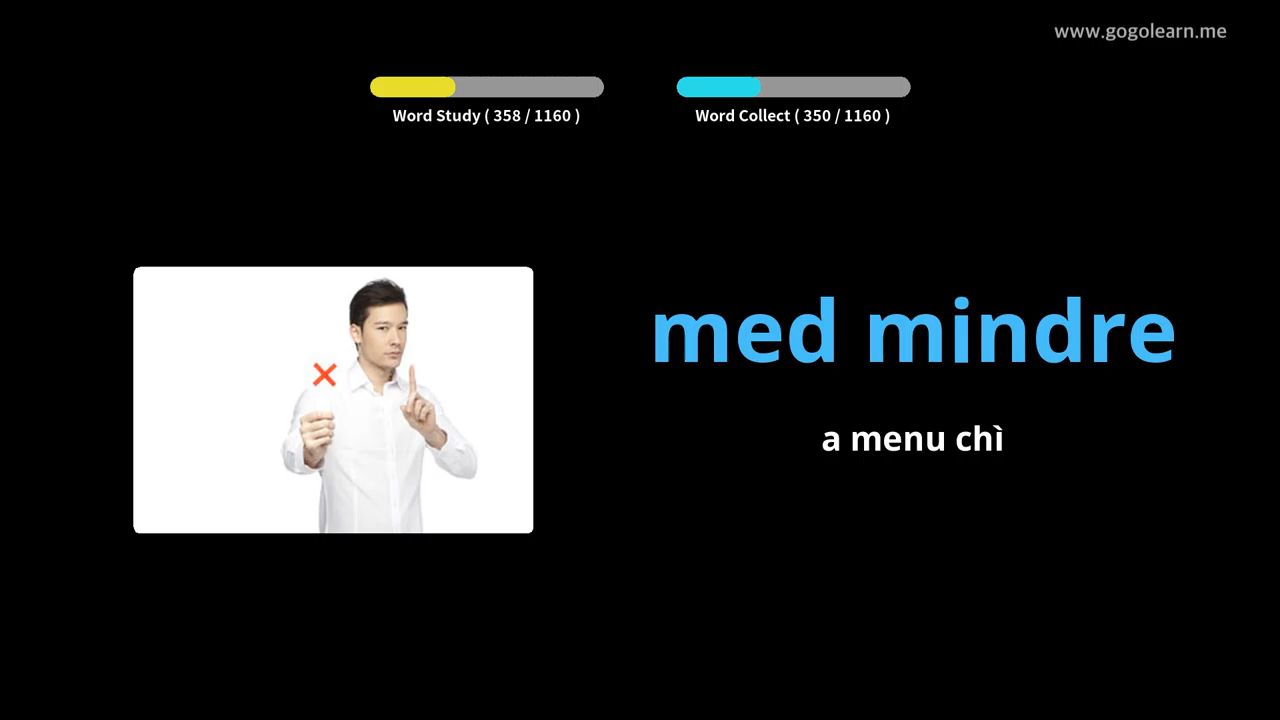 www.gogolearn.me
Word Study ( 358 / 1160 )
Word Collect ( 350 / 1160 )
med mindre
a menu chì